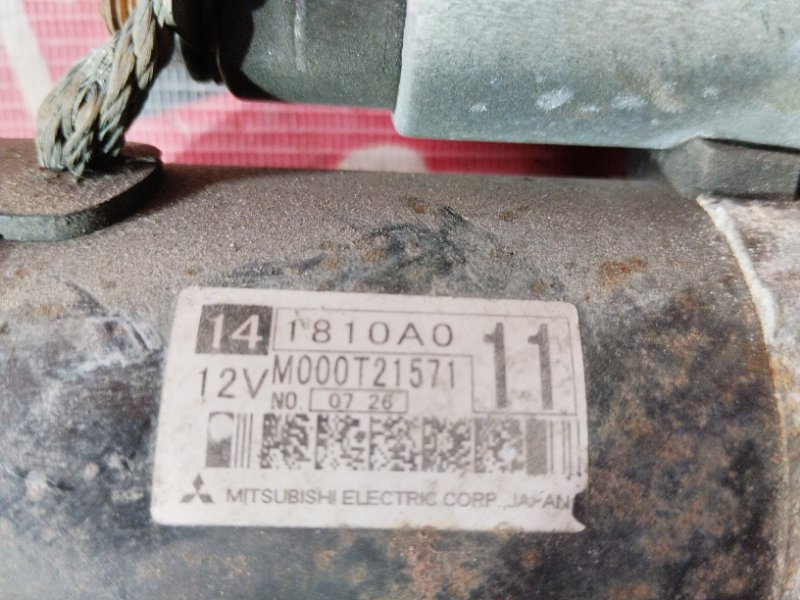 14 1810A0
11
12V M000T21571
NO 07 26
MITSUBISHI ELECTRIC CORP. JAPAN